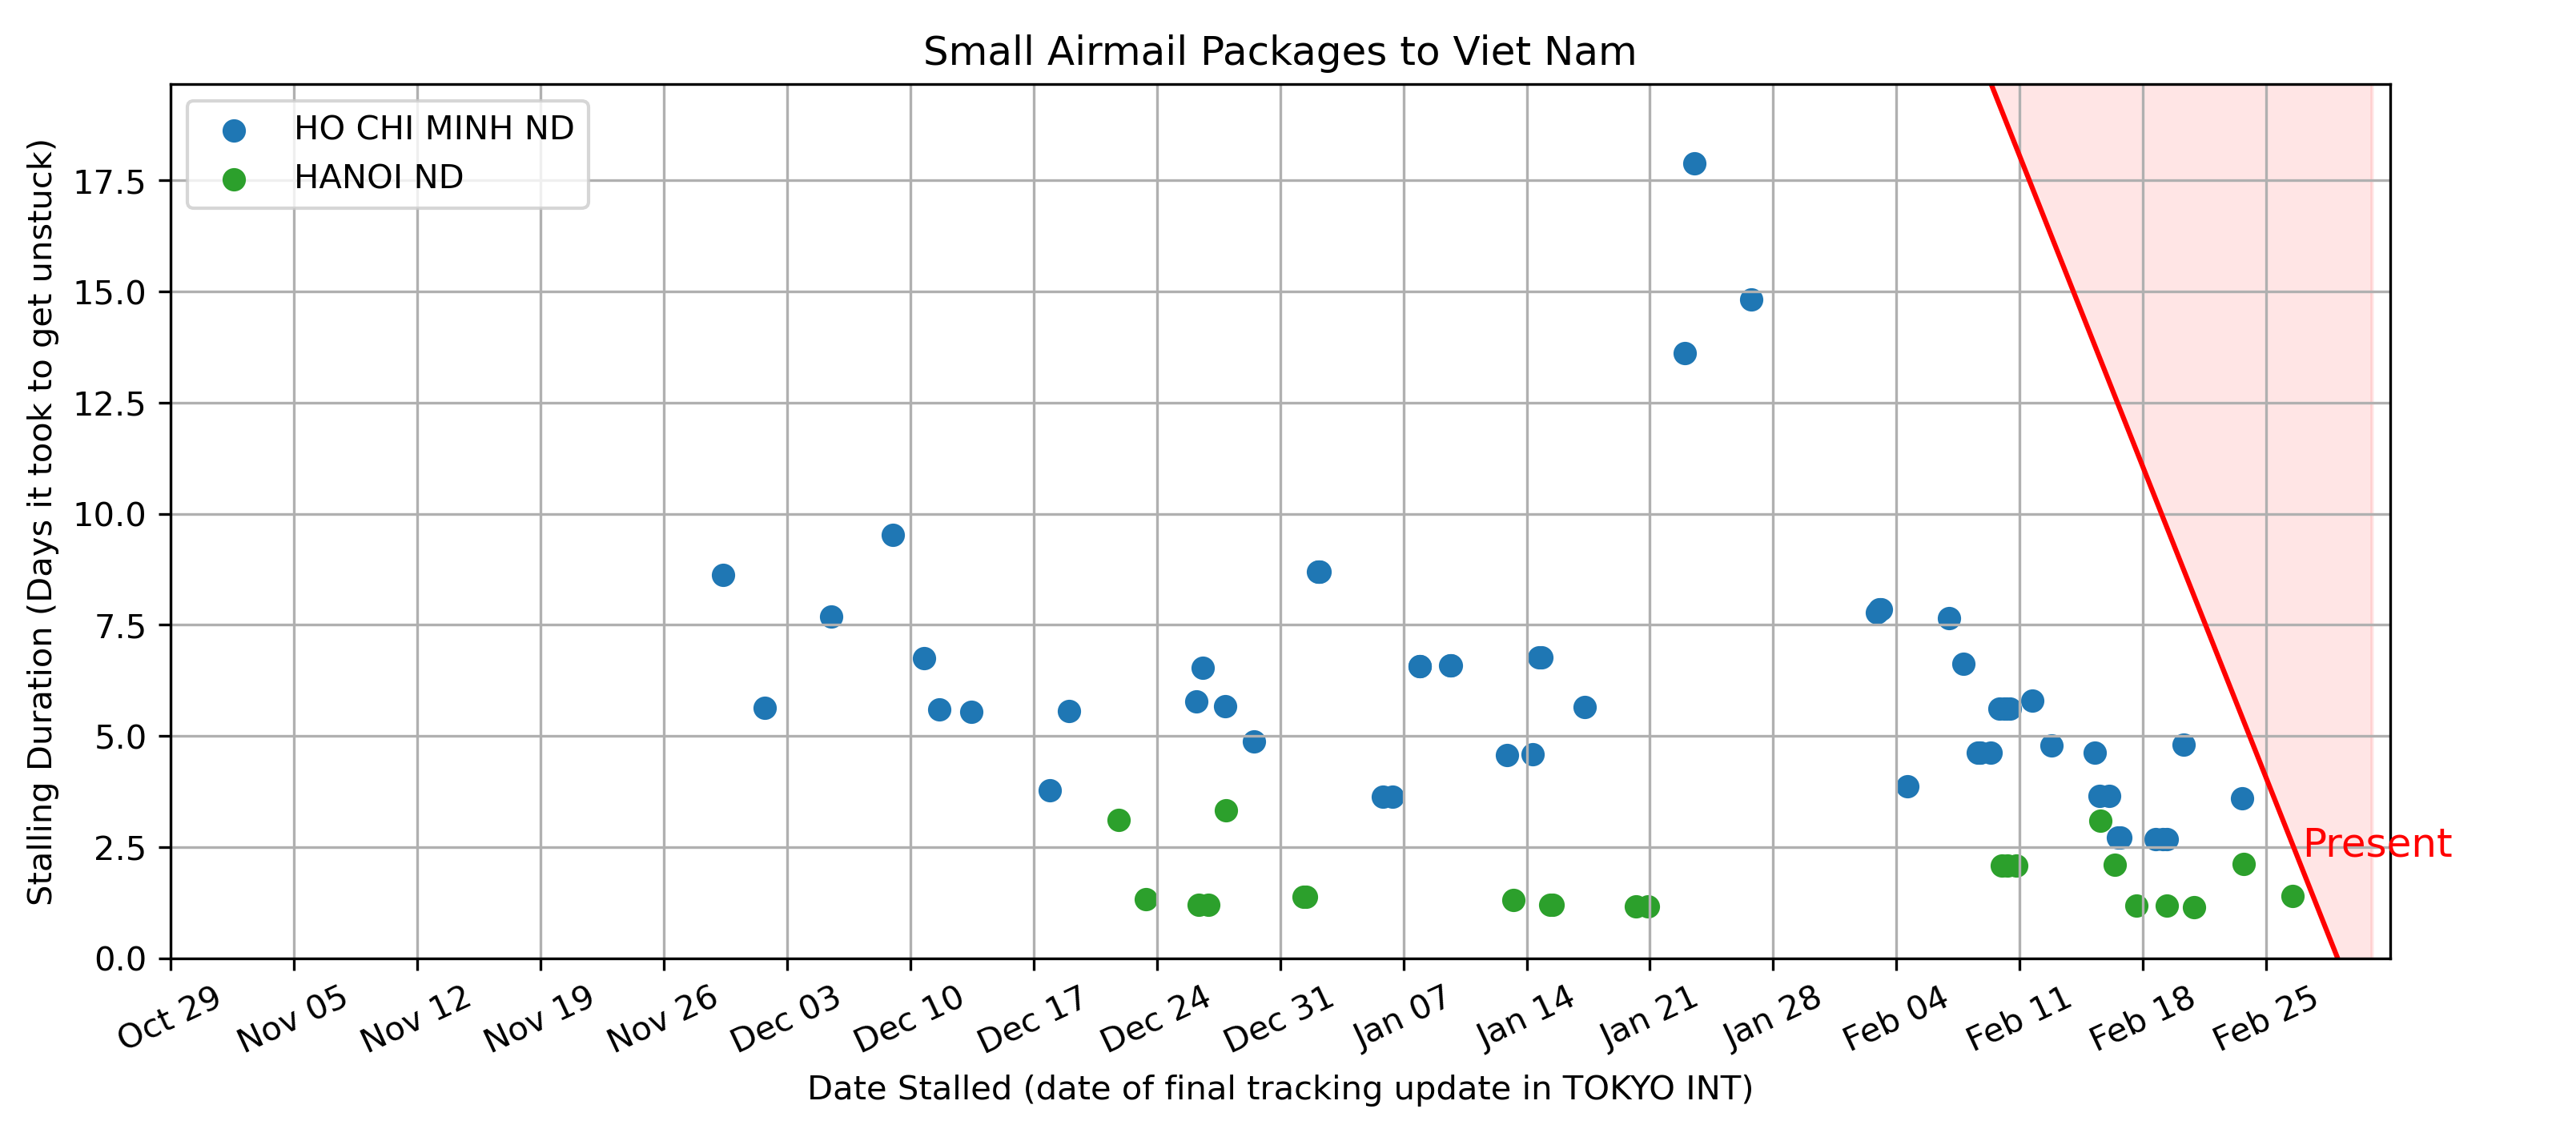 Small Airmail Packages to Viet Nam
HO CHI MINH ND
HANOI ND
Stalling Duration (Days it took to get unstuck)
17.5
15.0
12.5
10.0
7.5
5.0
2.5
0.0
Present
Oct 29
Nov 05
Nov 12
Nov 19
Nov 26
Dec 03
Dec 10
Dec 17
Dec 24
Dec 31
Jan 07
Jan 14
Jan 21
Jan 28
Feb 04
Feb 11
Feb 18
Feb 25
Date Stalled (date of final tracking update in TOKYO INT)